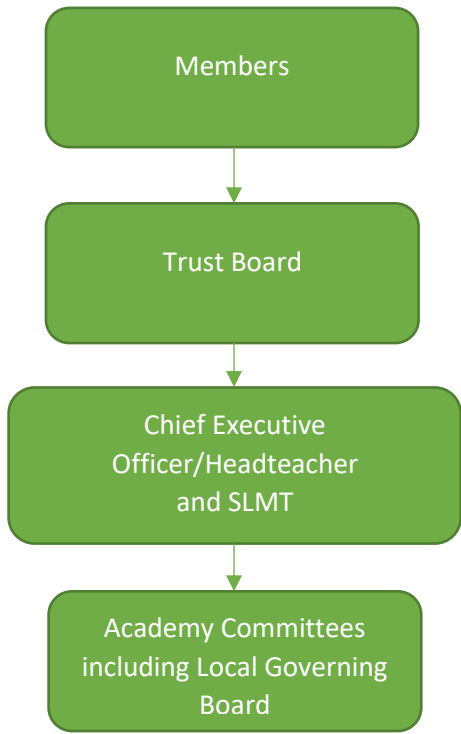 Members
Trust Board
Chief Executive
Officer/Headteacher
and SLMT
Academy Committees
including Local Governing
Board